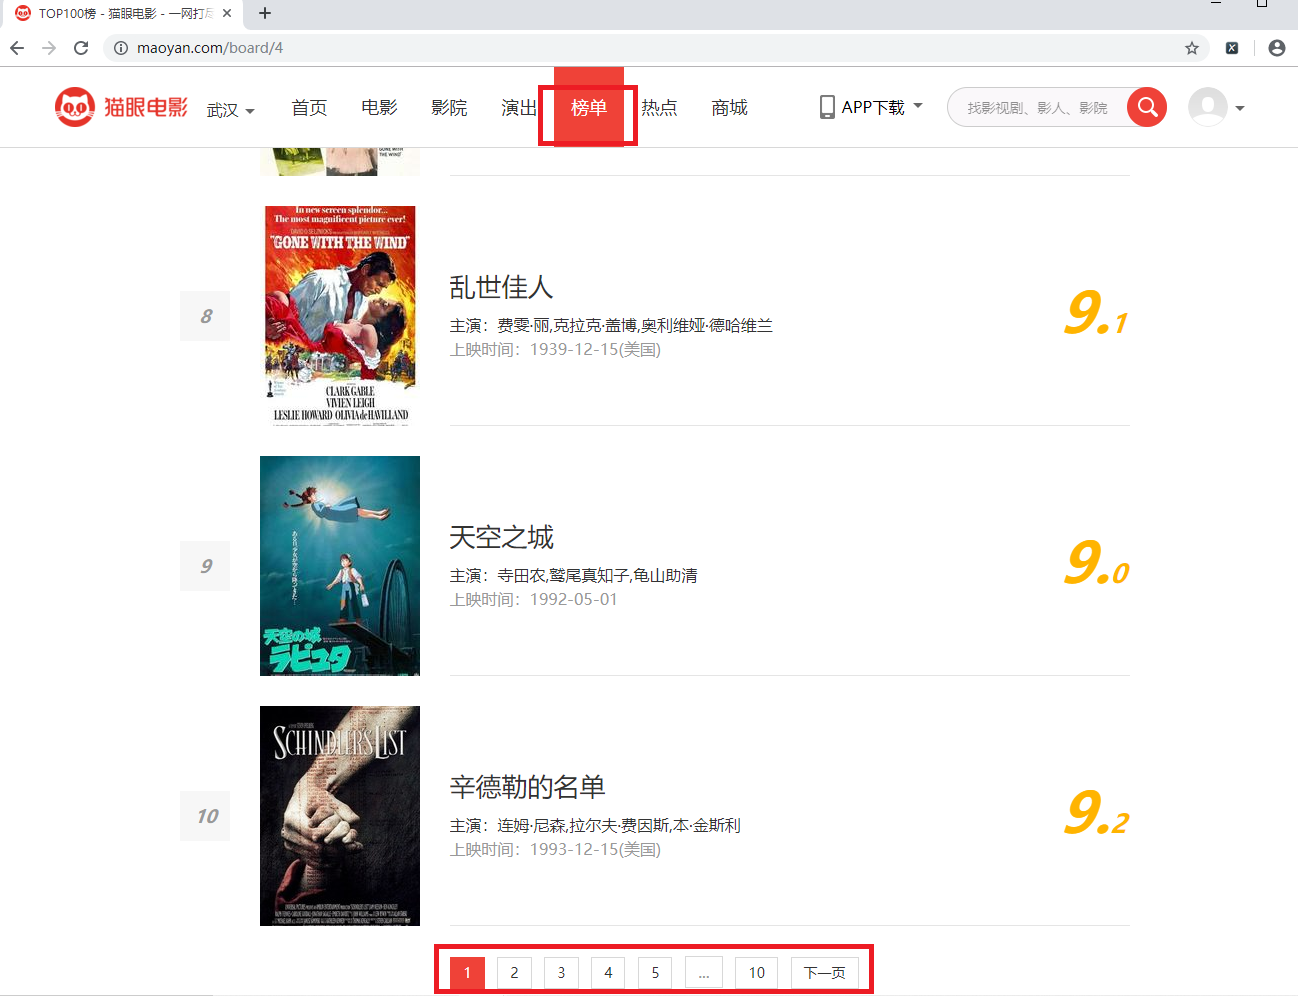 TOP100榜 - 猫眼电影 - 一网打尽
maoyan.com/board/4
猫眼电影 武汉 首页 电影 影院 演出 榜单 热点 商城 APP下载 找影视剧、影人、影院
GONE WITH
THE WIND
In new screen splendor...
The most magnificent picture ever!
"GONE WITH THE WIND"
CLARK GABLE
VIVIEN LEIGH
LESLIE HOWARD OLIVIA de HAVILLAND
8
乱世佳人
主演：费雯·丽,克拉克·盖博,奥利维娅·德哈维兰
上映时间：1939-12-15(美国)
9.1
天空の城
ラピュタ
9
天空之城
主演：寺田农,鹫尾真知子,龟山助清
上映时间：1992-05-01
9.0
SCHINDLER'S LIST
10
辛德勒的名单
主演：连姆·尼森,拉尔夫·费因斯,本·金斯利
上映时间：1993-12-15(美国)
9.2
1 2 3 4 5 ... 10 下一页